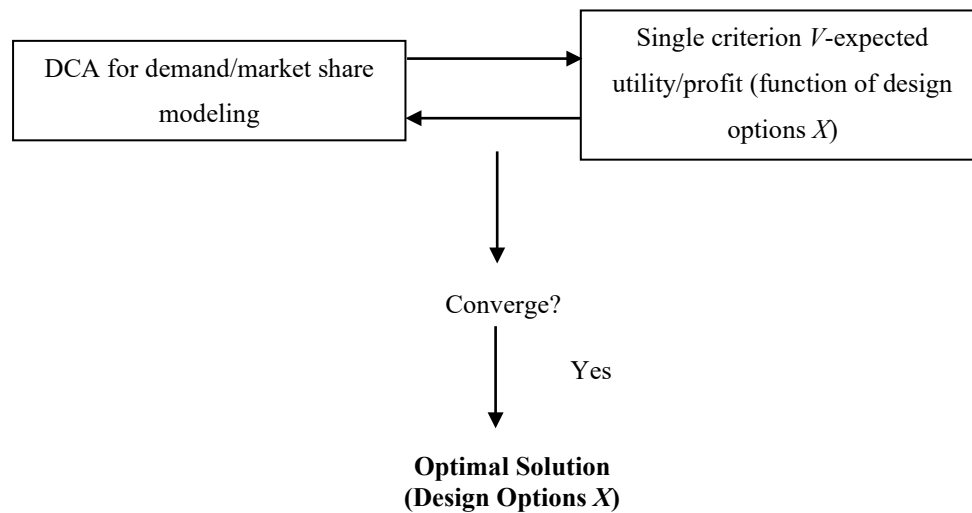 DCA for demand/market share
modeling
Single criterion V-expected
utility/profit (function of design
options X)
Converge?
Yes
Optimal Solution
(Design Options X)